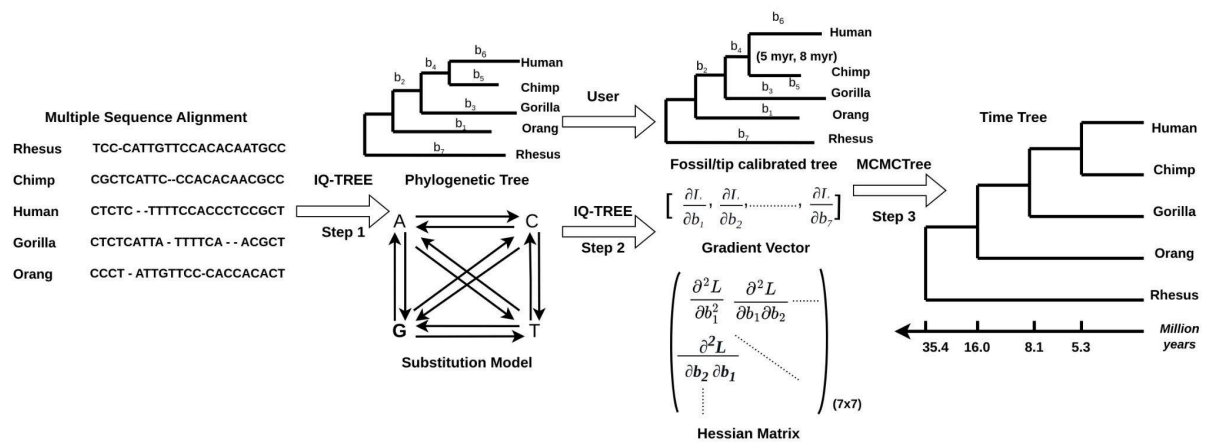 Multiple Sequence Alignment
Rhesus TCC-CATTGTTCCACACAATGCC
Chimp CGCTCATTC--CCACACAACGCC
Human CTCTC - -TTTTCCACCCTCCGCT
Gorilla CTCTCATTA - TTTTCA - - ACGCT
Orang CCCT - ATTGTTCC-CACCACACT
IQ-TREE
Step 1
b6
b4
b2
b5
b3
b1
b7
Human
Chimp
Gorilla
Orang
Rhesus
Phylogenetic Tree
A C
G T
Substitution Model
User
IQ-TREE
Step 2
b6
b4
(5 myr, 8 myr)
b2
b5
b3
b1
b7
Human
Chimp
Gorilla
Orang
Rhesus
Fossil/tip calibrated tree
[ ∂L/∂b1, ∂L/∂b2, ............, ∂L/∂b7 ]
Gradient Vector
∂²L/∂b1² ∂²L/∂b1∂b2 ......
∂²L/∂b2 ∂b1
(7x7)
Hessian Matrix
MCMCTree
Step 3
Time Tree
Human
Chimp
Gorilla
Orang
Rhesus
35.4 16.0 8.1 5.3
Million
years